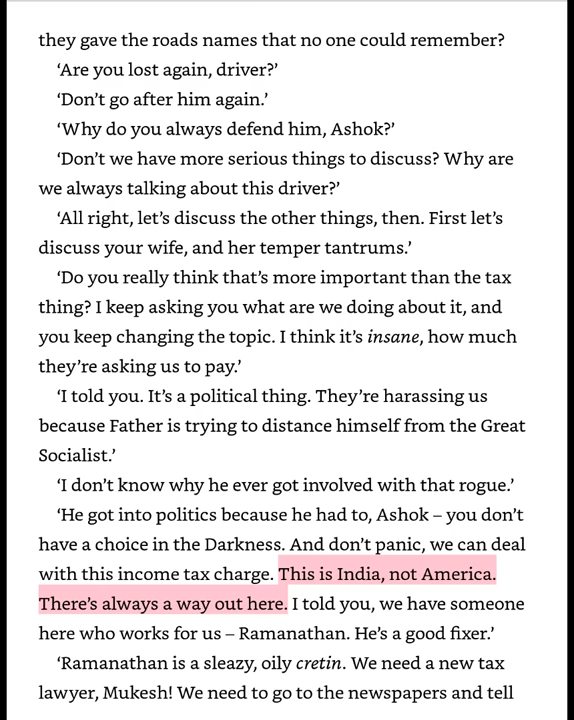 they gave the roads names that no one could remember?
‘Are you lost again, driver?’
‘Don’t go after him again.’
‘Why do you always defend him, Ashok?’
‘Don’t we have more serious things to discuss? Why are
we always talking about this driver?’
‘All right, let’s discuss the other things, then. First let’s
discuss your wife, and her temper tantrums.’
‘Do you really think that’s more important than the tax
thing? I keep asking you what are we doing about it, and
you keep changing the topic. I think it’s insane, how much
they’re asking us to pay.’
‘I told you. It’s a political thing. They’re harassing us
because Father is trying to distance himself from the Great
Socialist.’
‘I don’t know why he ever got involved with that rogue.’
‘He got into politics because he had to, Ashok – you don’t
have a choice in the Darkness. And don’t panic, we can deal
with this income tax charge. This is India, not America.
There’s always a way out here. I told you, we have someone
here who works for us – Ramanathan. He’s a good fixer.’
‘Ramanathan is a sleazy, oily cretin. We need a new tax
lawyer, Mukesh! We need to go to the newspapers and tell